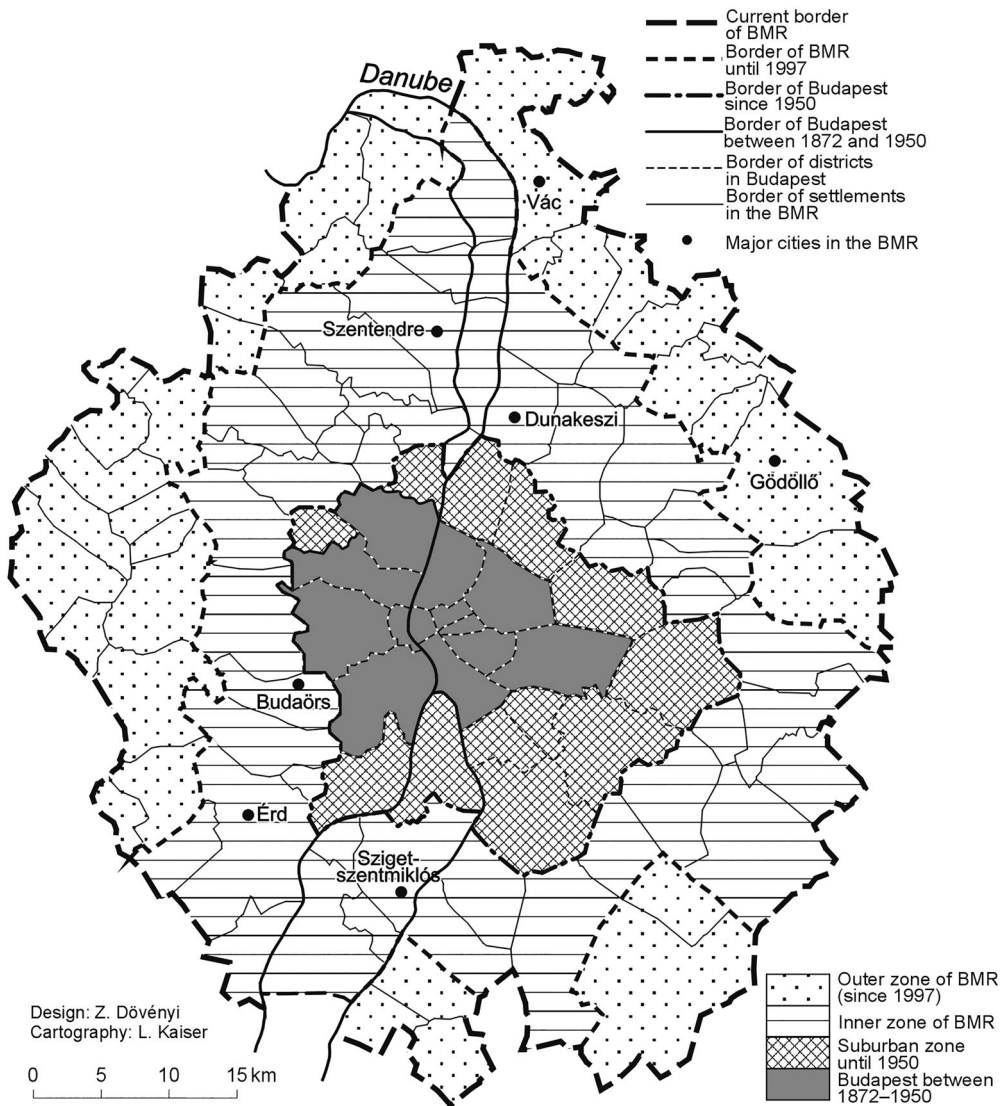 Current border
of BMR
Border of BMR
until 1997
Border of Budapest
since 1950
Border of Budapest
between 1872 and 1950
Border of districts
in Budapest
Border of settlements
in the BMR
Major cities in the BMR
Danube
Vác
Szentendre
Dunakeszi
Gödöllő
Budaörs
Érd
Sziget-
szentmiklós
Design: Z. Dövényi
Cartography: L. Kaiser
0 5 10 15 km
Outer zone of BMR
(since 1997)
Inner zone of BMR
Suburban zone
until 1950
Budapest between
1872–1950